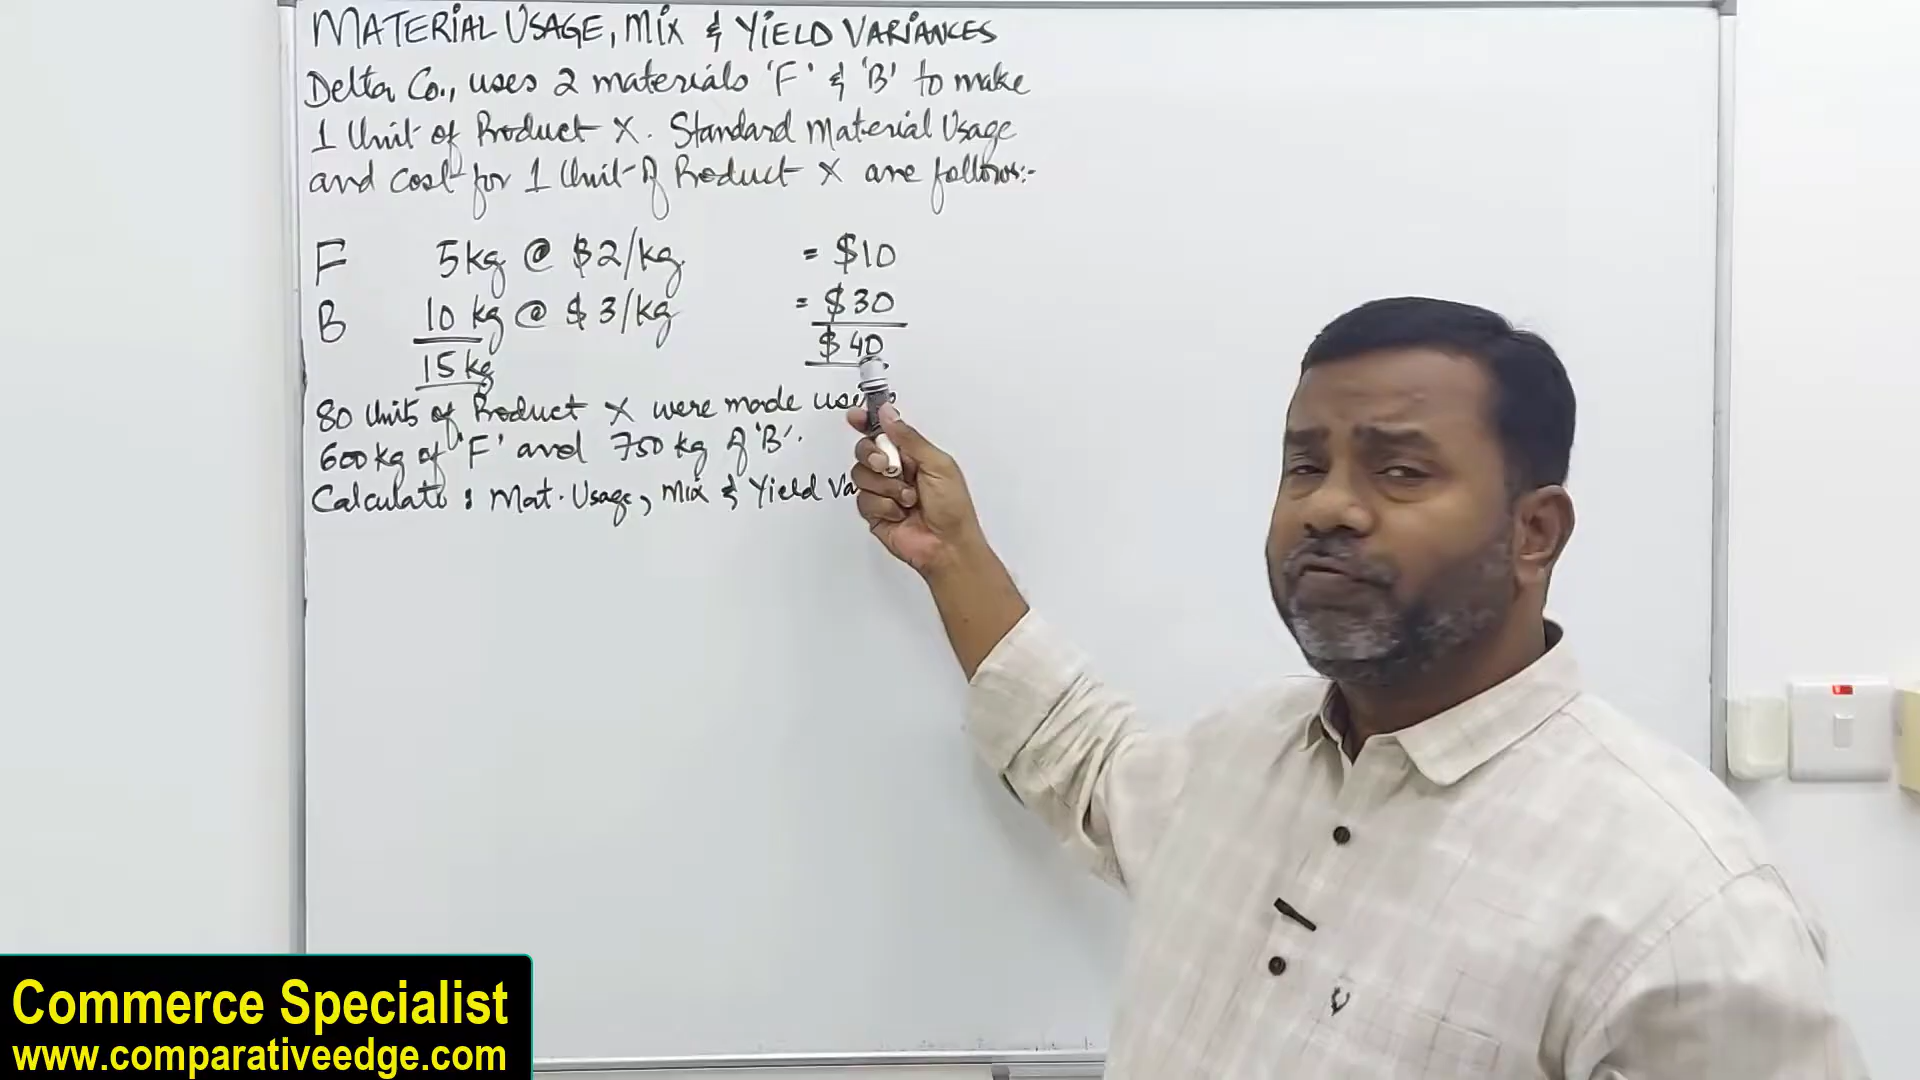 MATERIAL USAGE, MIX & YIELD VARIANCES
Delta Co., uses 2 materials 'F' & 'B' to make
1 Unit of Product X. Standard Material Usage
and cost for 1 Unit of Product X are follows:-
F 5kg @ $2/kg = $10
B 10 kg @ $3/kg = $30
15 kg $40
80 Units of Product X were made
600kg of 'F' and 750 kg of 'B'.
Calculate : Mat. Usage, Mix & Yield
Commerce Specialist
www.comparativeedge.com